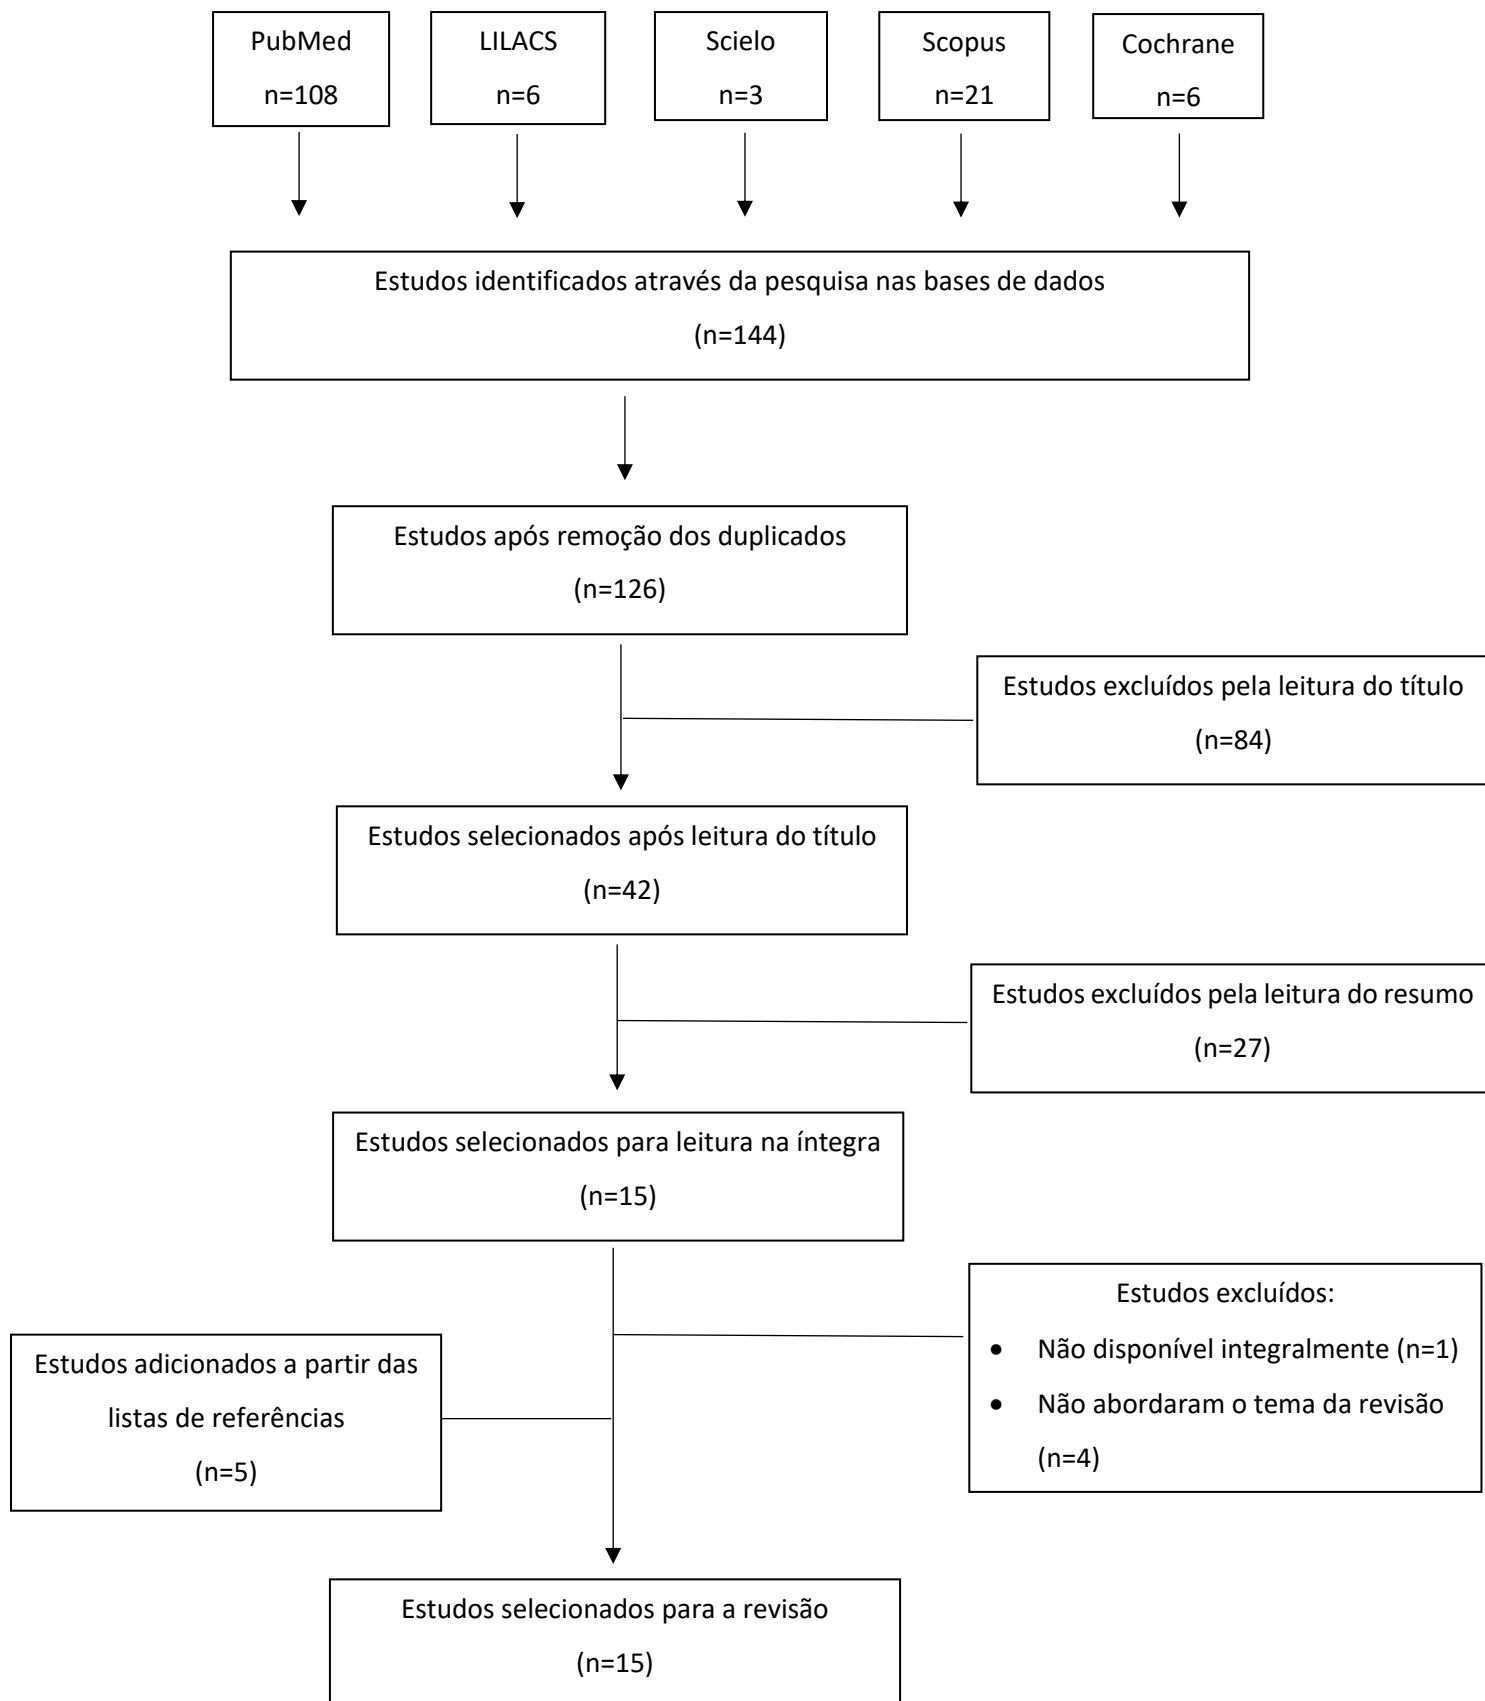 PubMed
n=108
LILACS
n=6
Scielo
n=3
Scopus
n=21
Cochrane
n=6
Estudos identificados através da pesquisa nas bases de dados
(n=144)
Estudos após remoção dos duplicados
(n=126)
Estudos excluídos pela leitura do título
(n=84)
Estudos selecionados após leitura do título
(n=42)
Estudos excluídos pela leitura do resumo
(n=27)
Estudos selecionados para leitura na íntegra
(n=15)
Estudos excluídos:
• Não disponível integralmente (n=1)
• Não abordaram o tema da revisão
(n=4)
Estudos adicionados a partir das
listas de referências
(n=5)
Estudos selecionados para a revisão
(n=15)